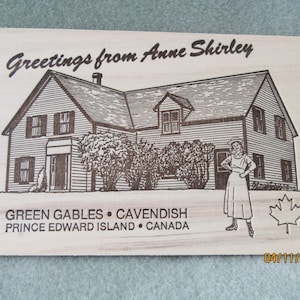 Greetings from Anne Shirley
GREEN GABLES • CAVENDISH
PRINCE EDWARD ISLAND • CANADA